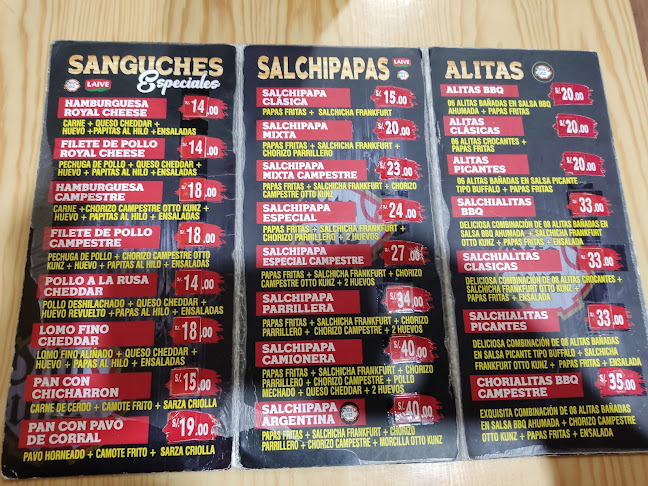 SANGUCHES
Especiales
LAIVE
HAMBURGUESA
ROYAL CHEESE
S/.14.00
CARNE + QUESO CHEDDAR +
HUEVO + PAPITAS AL HILO + ENSALADAS
FILETE DE POLLO
ROYAL CHEESE
S/.14.00
PECHUGA DE POLLO + QUESO CHEDAR +
HUEVO + PAPITAS AL HILO + ENSALADAS
HAMBURGUESA
CAMPESTRE
S/.18.00
CARNE + CHORIZO CAMPESTRE OTTO KUNZ +
HUEVO + PAPITAS AL HILO + ENSALADAS
FILETE DE POLLO
CAMPESTRE
S/.18.00
PECHUGA DE POLLO + CHORIZO CAMPESTRE OTTO
KUNZ + HUEVO + PAPITAS AL HILO + ENSALADAS
POLLO A LA RUSA
CHEDDAR
S/.14.00
POLLO DESHILACHADO + QUESO CHEDDAR +
HUEVO REVUELTO + PAPAS AL HILO + ENSALADAS
LOMO FINO
CHEDDAR
S/.18.00
LOMO FINO ALIÑADO + QUESO CHEDDAR +
HUEVO + PAPAS AL HILO + ENSALADAS
PAN CON
CHICHARRON
S/.15.00
CARNE DE CERDO + CAMOTE FRITO + SARZA CRIOLLA
PAN CON PAVO
DE CORRAL
S/.19.00
PAVO HORNEADO + CAMOTE FRITO + SARZA CRIOLLA
SALCHIPAPAS
LAIVE
SALCHIPAPA
CLÁSICA
S/.15.00
PAPAS FRITAS + SALCHICHA FRANKFURT
SALCHIPAPA
MIXTA
S/.20.00
PAPAS FRITAS + SALCHICHA FRANKFURT +
CHORIZO PARRILLERO
SALCHIPAPA
MIXTA CAMPESTRE
S/.23.00
PAPAS FRITAS + SALCHICHA FRANKFURT + CHORIZO
CAMPESTRE OTTO KUNZ
SALCHIPAPA
ESPECIAL
S/.24.00
PAPAS FRITAS + SALCHICHA FRANKFURT +
CHORIZO PARRILLERO + 2 HUEVOS
SALCHIPAPA
ESPECIAL CAMPESTRE
S/.27.00
PAPAS FRITAS + SALCHICHA FRANKFURT + CHORIZO
CAMPESTRE OTTO KUNZ + 2 HUEVOS
SALCHIPAPA
PARRILLERA
S/.34.00
PAPAS FRITAS + SALCHICHA FRANKFURT + CHORIZO
PARRILLERO + CHORIZO CAMPESTRE + 2 HUEVOS
SALCHIPAPA
CAMIONERA
S/.40.00
PAPAS FRITAS + SALCHICHA FRANKFURT + CHORIZO
PARRILLERO + CHORIZO CAMPESTRE + POLLO
MECHADO + QUESO CHEDDAR + 2 HUEVOS
SALCHIPAPA
ARGENTINA
S/.40.00
PAPAS FRITAS + SALCHICHA FRANKFURT + CHORIZO
PARRILLERO + CHORIZO CAMPESTRE + MORCILLA OTTO KUNZ
ALITAS
ALITAS BBQ
S/.20.00
06 ALITAS BAÑADAS EN SALSA BBQ
AHUMADA + PAPAS FRITAS
ALITAS
CLÁSICAS
S/.20.00
06 ALITAS CROCANTES +
PAPAS FRITAS
ALITAS
PICANTES
S/.20.00
06 ALITAS BAÑADAS EN SALSA PICANTE
TIPO BUFFALO + PAPAS FRITAS
SALCHIALITAS
BBQ
S/.33.00
DELICIOSA COMBINACIÓN DE 08 ALITAS BAÑADAS
EN SALSA BBQ AHUMADA + SALCHICHA FRANKFURT
OTTO KUNZ + PAPAS FRITAS + ENSALADA
SALCHIALITAS
CLASICAS
S/.33.00
DELICIOSA COMBINACIÓN DE 08 ALITAS CROCANTES
+ SALCHICHA FRANKFURT OTTO KUNZ + PAPAS
FRITAS + ENSALADA
SALCHIALITAS
PICANTES
S/.33.00
DELICIOSA COMBINACIÓN DE 08 ALITAS BAÑADAS
EN SALSA PICANTE TIPO BUFFALO + SALCHICHA
FRANKFURT OTTO KUNZ + PAPAS FRITAS + ENSALADA
CHORIALITAS BBQ
CAMPESTRE
S/.35.00
EXQUISITA COMBINACIÓN DE 08 ALITAS BAÑADAS
EN SALSA BBQ AHUMADA + CHORIZO CAMPESTRE
OTTO KUNZ + PAPAS FRITAS + ENSALADA